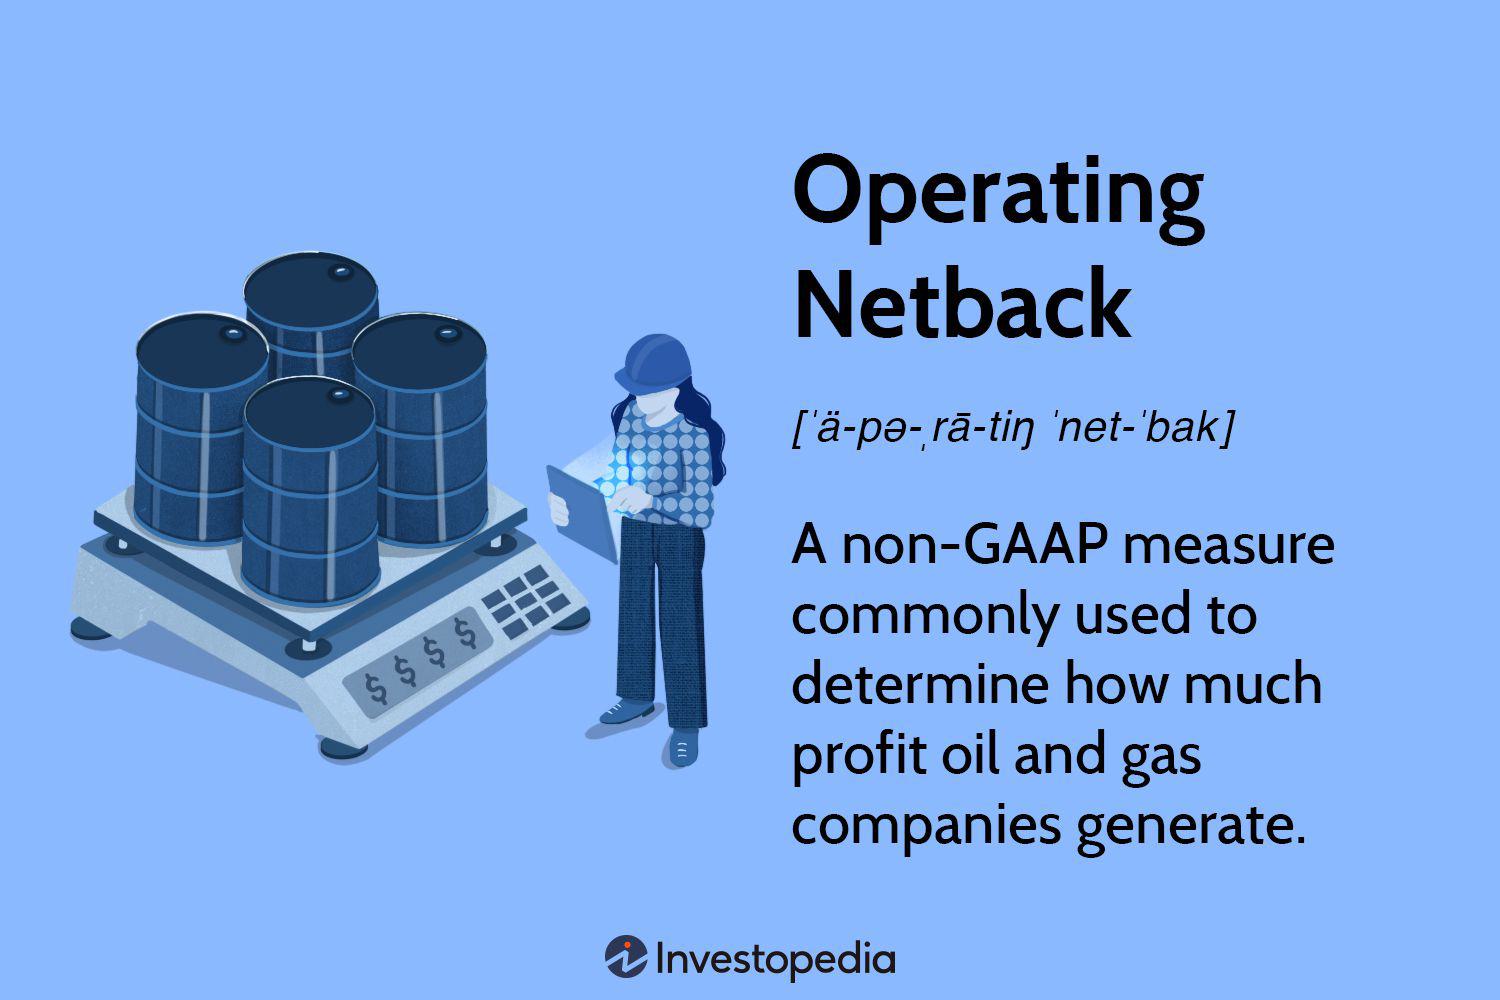 Operating
Netback
[ˈä-pə-ˌrā-tiŋ ˈnet-ˈbak]
A non-GAAP measure
commonly used to
determine how much
profit oil and gas
companies generate.
$ $ $ $
Investopedia